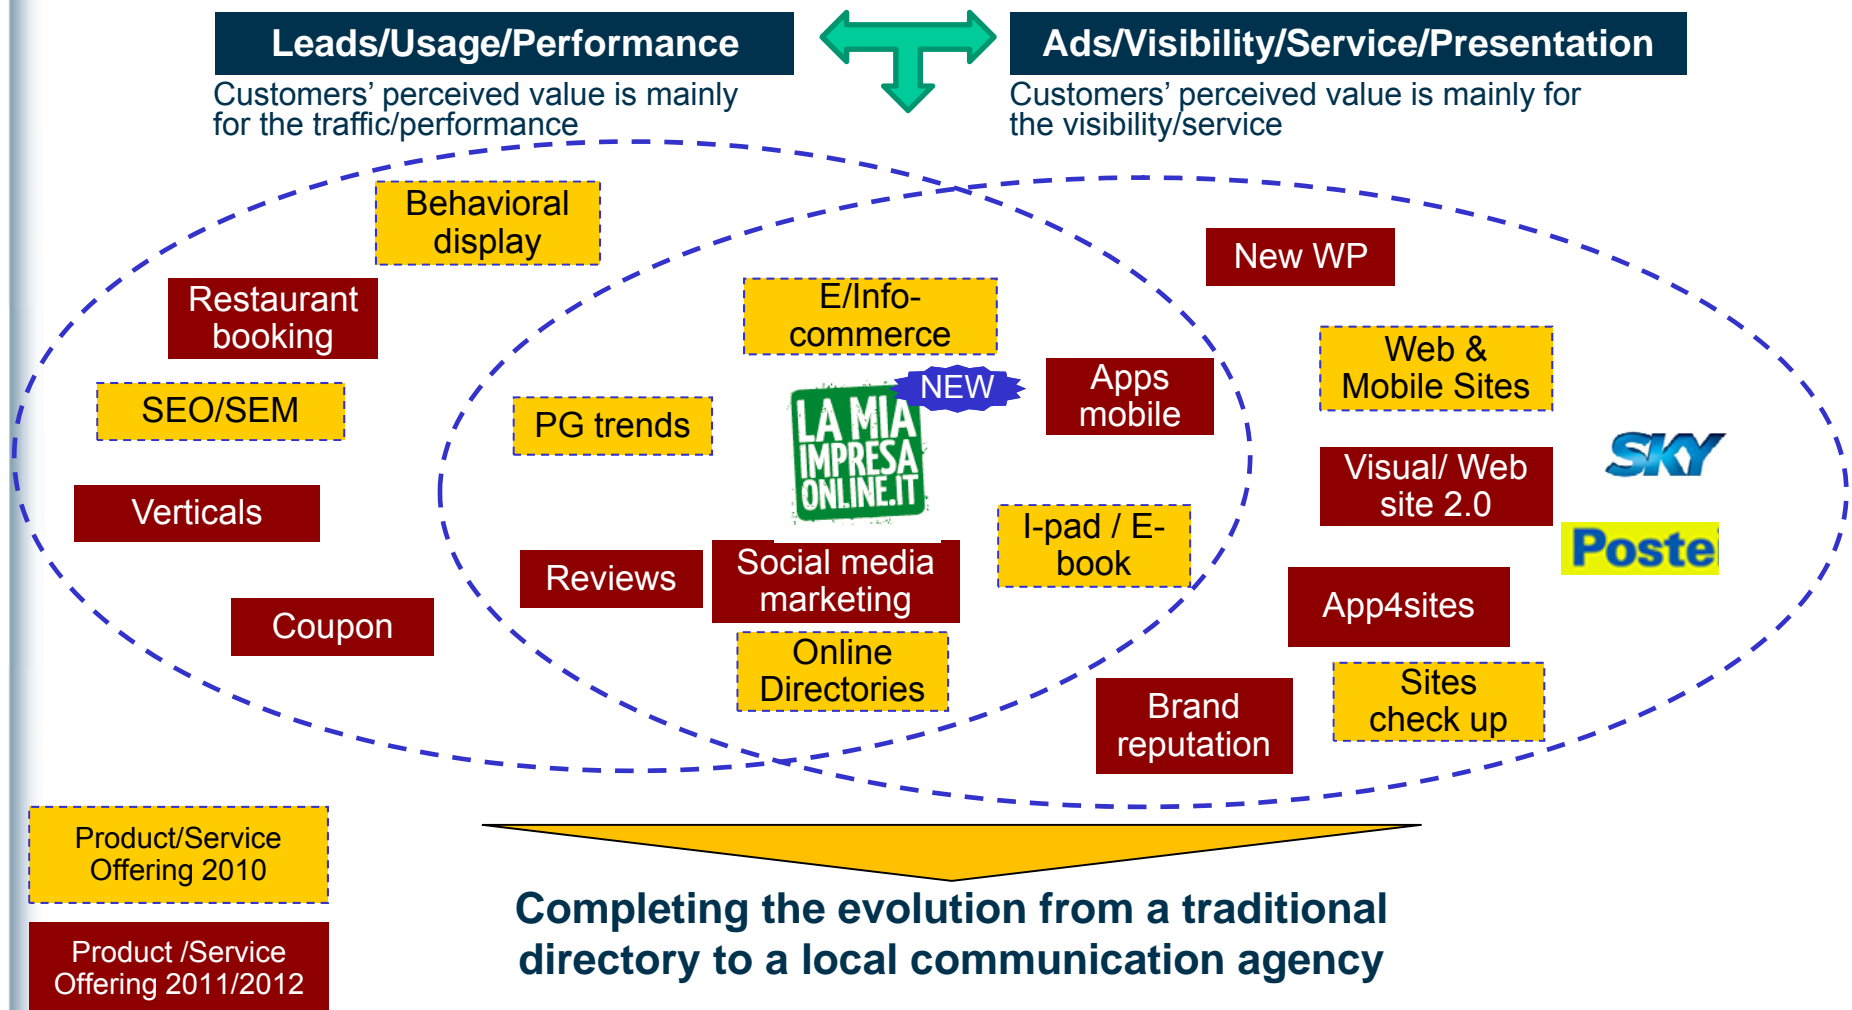 Leads/Usage/Performance
Ads/Visibility/Service/Presentation
Customers’ perceived value is mainly
for the traffic/performance
Customers’ perceived value is mainly for
the visibility/service
Behavioral
display
New WP
Restaurant
booking
E/Info-
commerce
Web &
Mobile Sites
NEW
Apps
mobile
SEO/SEM
PG trends
LA MIA
IMPRESA
ONLINE.IT
SKY
Visual/ Web
site 2.0
Verticals
I-pad / E-
book
Poste
Reviews
Social media
marketing
App4sites
Coupon
Online
Directories
Sites
check up
Brand
reputation
Product/Service
Offering 2010
Completing the evolution from a traditional
directory to a local communication agency
Product /Service
Offering 2011/2012